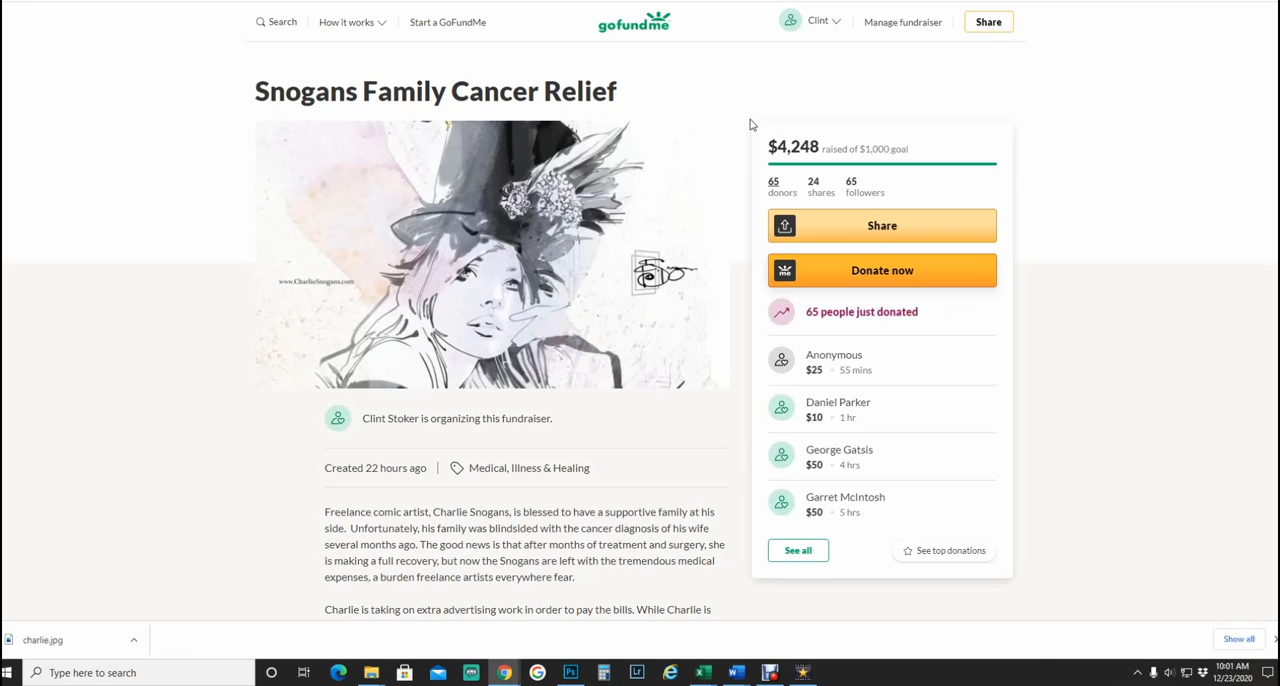 Search How it works Start a GoFundMe gofundme Clint Manage fundraiser Share
Snogans Family Cancer Relief
www.CharlieSnogans.com
$4,248 raised of $1,000 goal
65 24 65
donors shares followers
Share
me Donate now
65 people just donated
Anonymous
$25 • 55 mins
Daniel Parker
$10 • 1 hr
George Gatsis
$50 • 4 hrs
Garret McIntosh
$50 • 5 hrs
See all See top donations
Clint Stoker is organizing this fundraiser.
Created 22 hours ago | Medical, Illness & Healing
Freelance comic artist, Charlie Snogans, is blessed to have a supportive family at his
side. Unfortunately, his family was blindsided with the cancer diagnosis of his wife
several months ago. The good news is that after months of treatment and surgery, she
is making a full recovery, but now the Snogans are left with the tremendous medical
expenses, a burden freelance artists everywhere fear.
Charlie is taking on extra advertising work in order to pay the bills. While Charlie is
charlie.jpg Show all
Type here to search Ps Lr 10:01 AM
12/23/2020